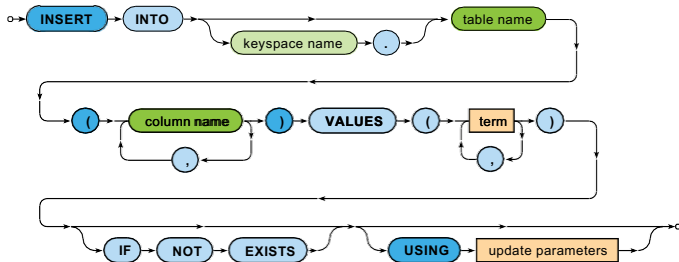 INSERT INTO table name
keyspace name .
( column name ) VALUES ( term )
, ,
IF NOT EXISTS USING update parameters